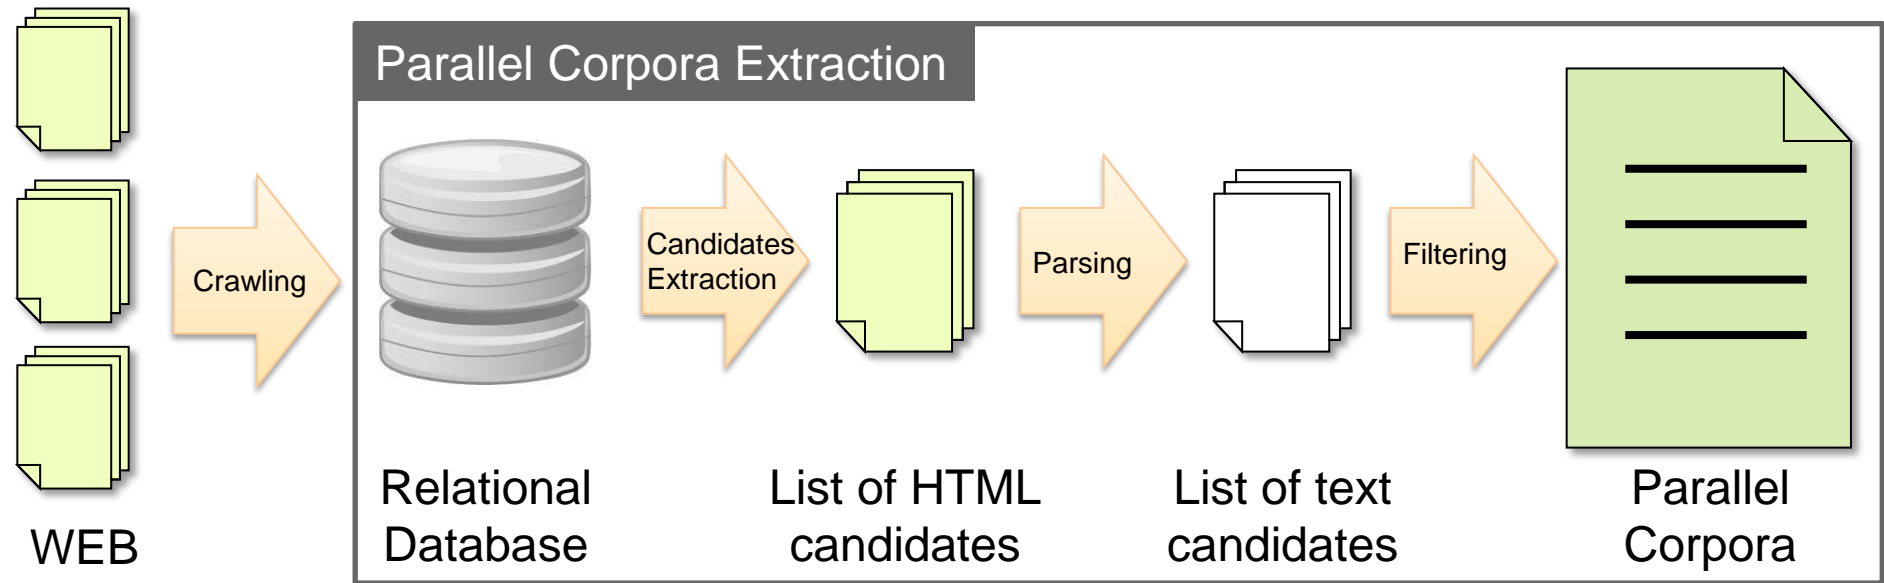 Parallel Corpora Extraction
Crawling
Candidates
Extraction
Parsing
Filtering
WEB
Relational
Database
List of HTML
candidates
List of text
candidates
Parallel
Corpora